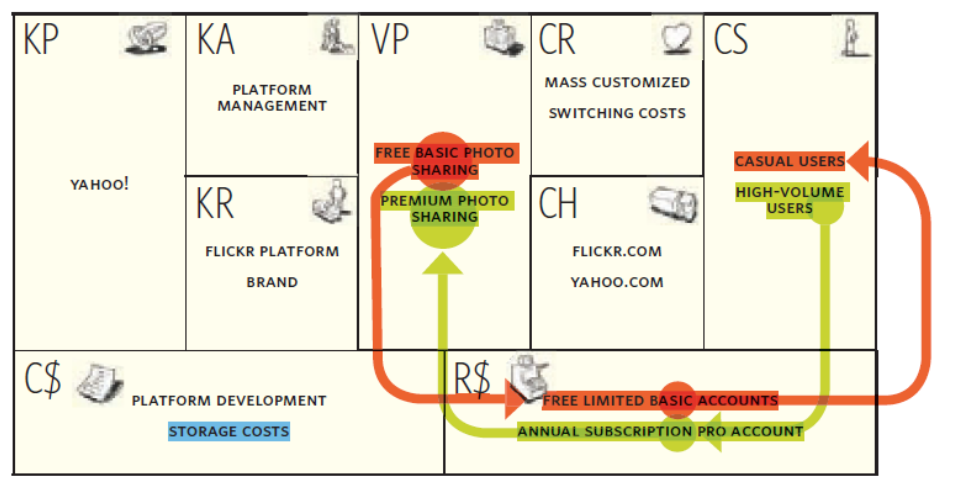 KP
YAHOO!
KA
PLATFORM
MANAGEMENT
KR
FLICKR PLATFORM
BRAND
VP
FREE BASIC PHOTO
SHARING
PREMIUM PHOTO
SHARING
CR
MASS CUSTOMIZED
SWITCHING COSTS
CH
FLICKR.COM
YAHOO.COM
CS
CASUAL USERS
HIGH-VOLUME
USERS
C$
PLATFORM DEVELOPMENT
STORAGE COSTS
R$
FREE LIMITED BASIC ACCOUNTS
ANNUAL SUBSCRIPTION PRO ACCOUNT